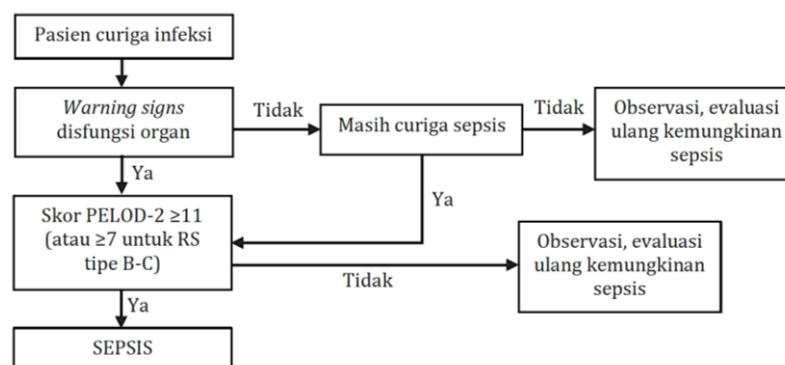 Pasien curiga infeksi
Warning signs
disfungsi organ
Tidak
Masih curiga sepsis
Tidak
Observasi, evaluasi
ulang kemungkinan
sepsis
Ya
Ya
Skor PELOD-2 ≥11
(atau ≥7 untuk RS
tipe B-C)
Tidak
Observasi, evaluasi
ulang kemungkinan
sepsis
Ya
SEPSIS